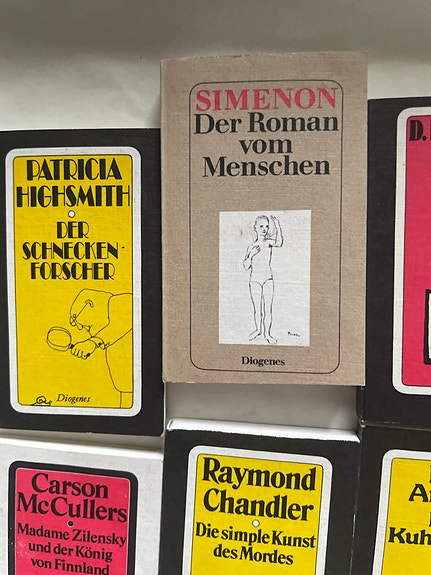 PATRICIA
HIGHSMITH
DER
SCHNECKEN-
FORSCHER
Diogenes
SIMENON
Der Roman
vom
Menschen
Diogenes
D.
Carson
McCullers
Madame Zilensky
und der König
von Finnland
Raymond
Chandler
Die simple Kunst
des Mordes
A
Kuh